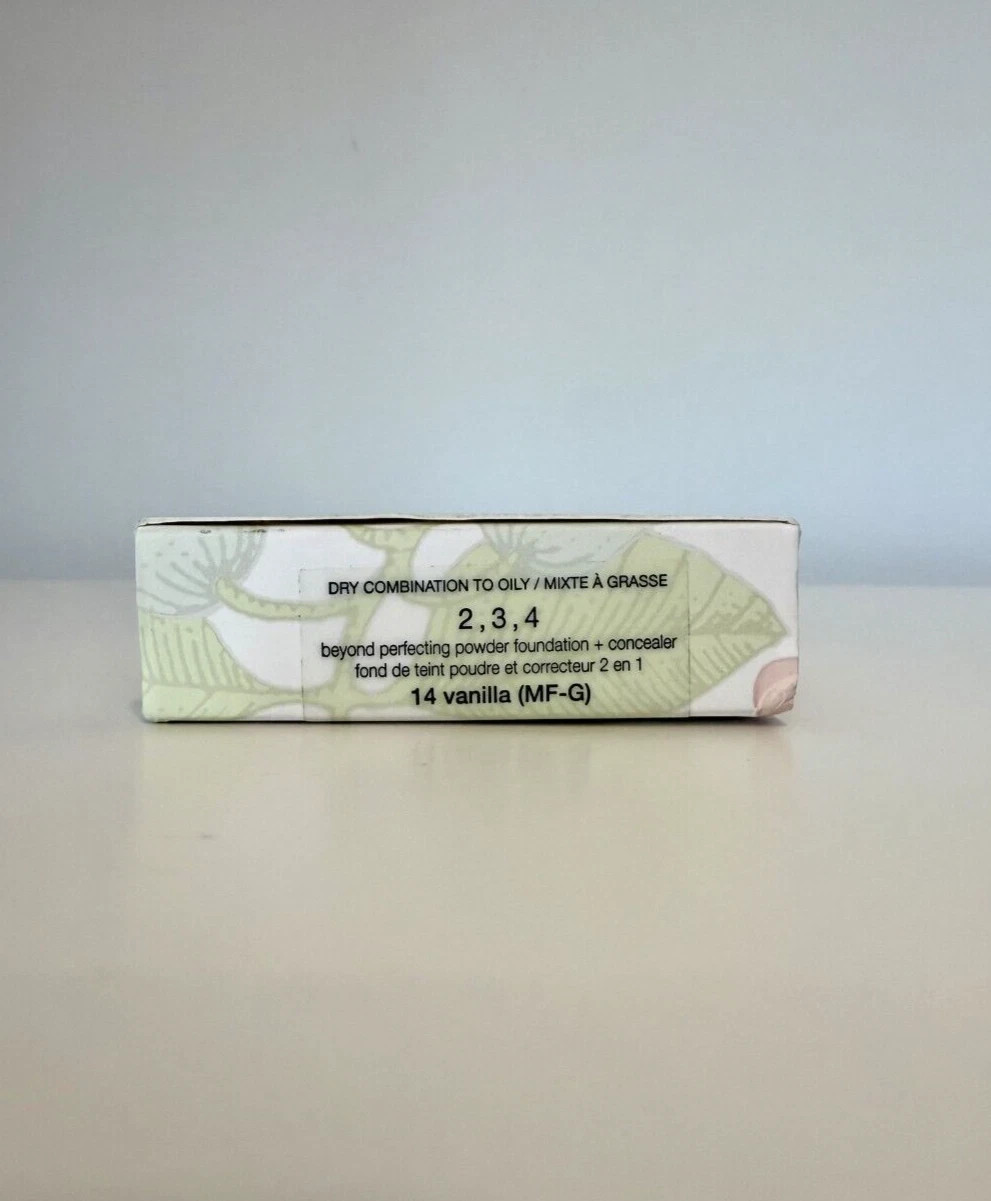 DRY COMBINATION TO OILY / MIXTE À GRASSE
2 , 3 , 4
beyond perfecting powder foundation + concealer
fond de teint poudre et correcteur 2 en 1
14 vanilla (MF-G)